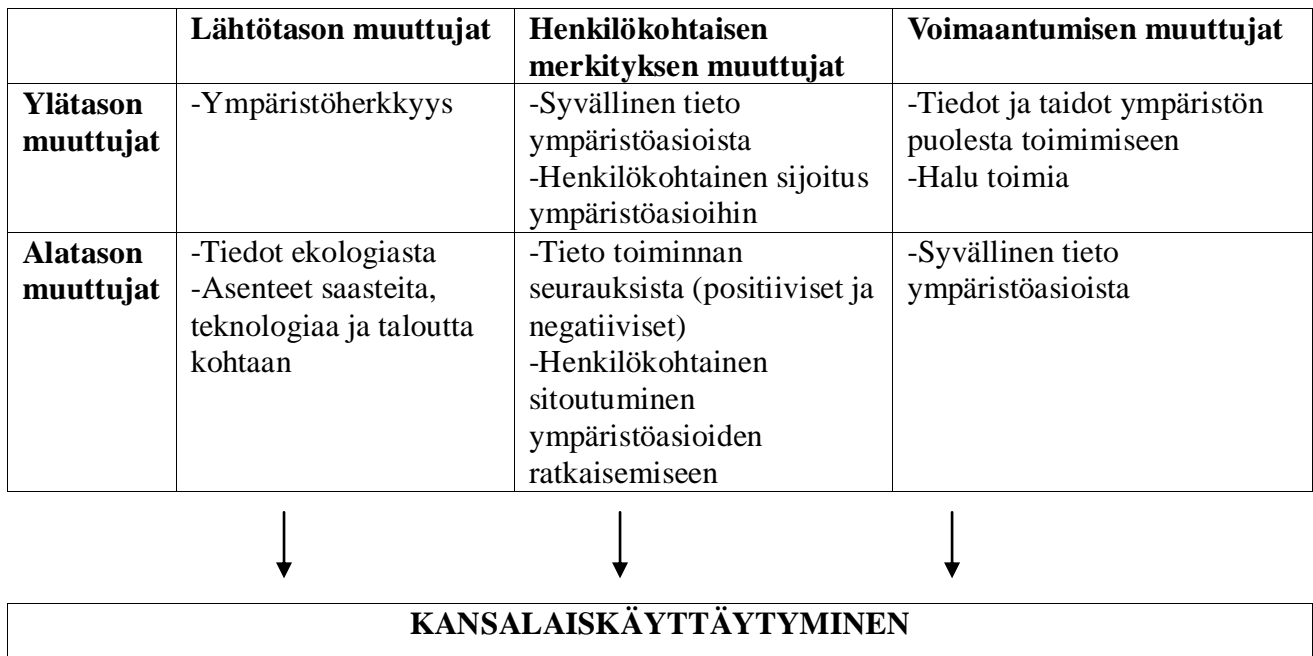 Lähtötason muuttujat
Henkilökohtaisen
merkityksen muuttujat
Voimaantumisen muuttujat
Ylätason
muuttujat
-Ympäristöherkkyys
-Syvällinen tieto
ympäristöasioista
-Henkilökohtainen sijoitus
ympäristöasioihin
-Tiedot ja taidot ympäristön
puolesta toimimiseen
-Halu toimia
Alatason
muuttujat
-Tiedot ekologiasta
-Asenteet saasteita,
teknologiaa ja taloutta
kohtaan
-Tieto toiminnan
seurauksista (positiiviset ja
negatiiviset)
-Henkilökohtainen
sitoutuminen
ympäristöasioiden
ratkaisemiseen
-Syvällinen tieto
ympäristöasioista
KANSALAISKÄYTTÄYTYMINEN